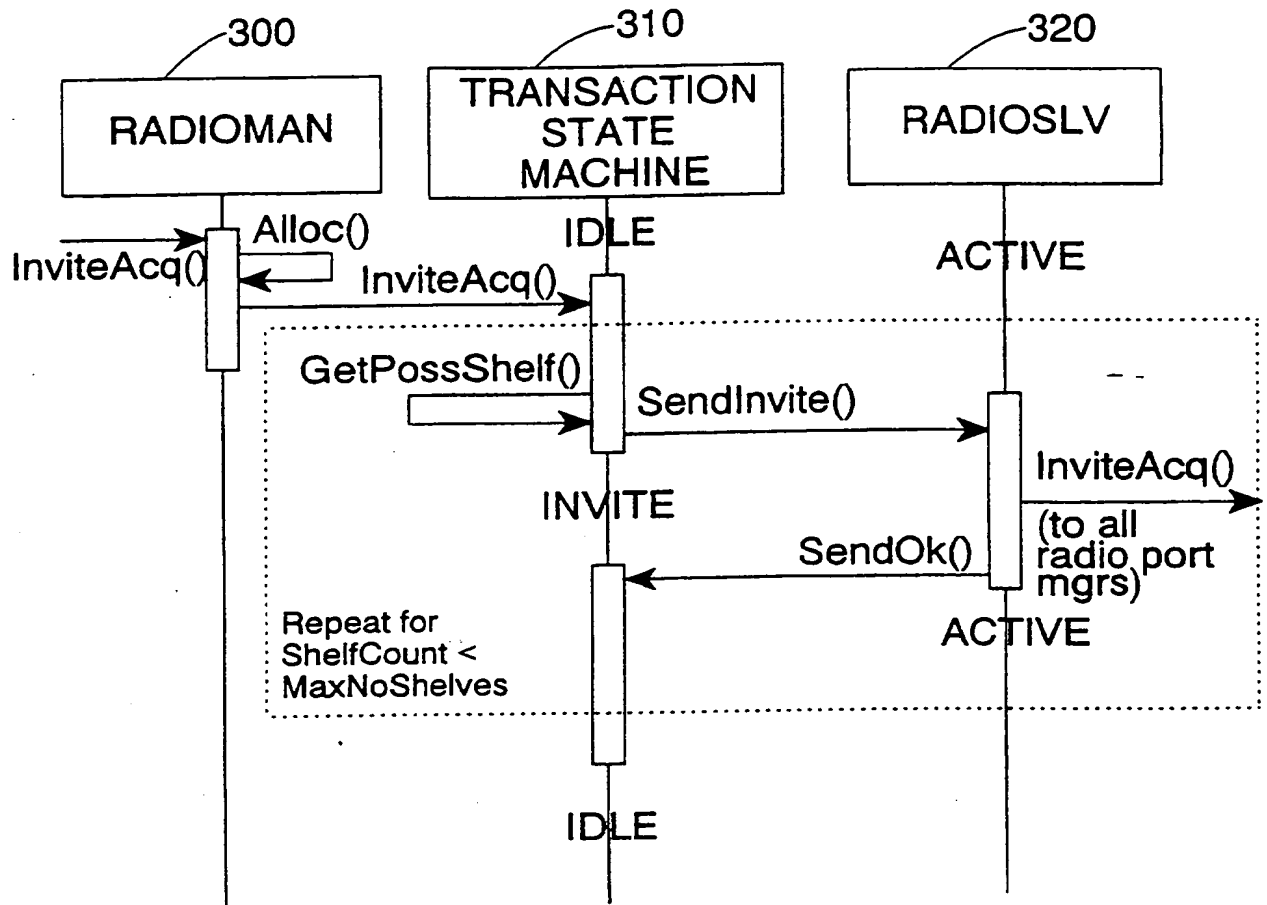 300
310
320
RADIOMAN
TRANSACTION
STATE
MACHINE
RADIOSLV
InviteAcq()
Alloc()
IDLE
ACTIVE
InviteAcq()
GetPossShelf()
SendInvite()
INVITE
InviteAcq()
(to all
radio port
mgrs)
SendOk()
ACTIVE
Repeat for
ShelfCount <
MaxNoShelves
IDLE